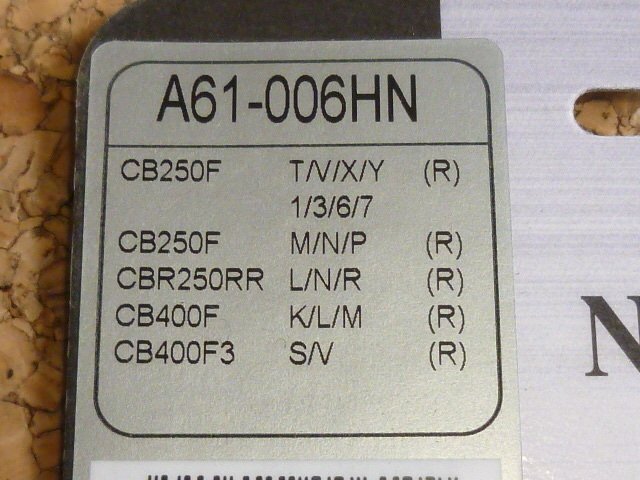 A61-006HN
CB250F T/V/X/Y (R)
1/3/6/7
CB250F M/N/P (R)
CBR250RR L/N/R (R)
CB400F K/L/M (R)
CB400F3 S/V (R)
N